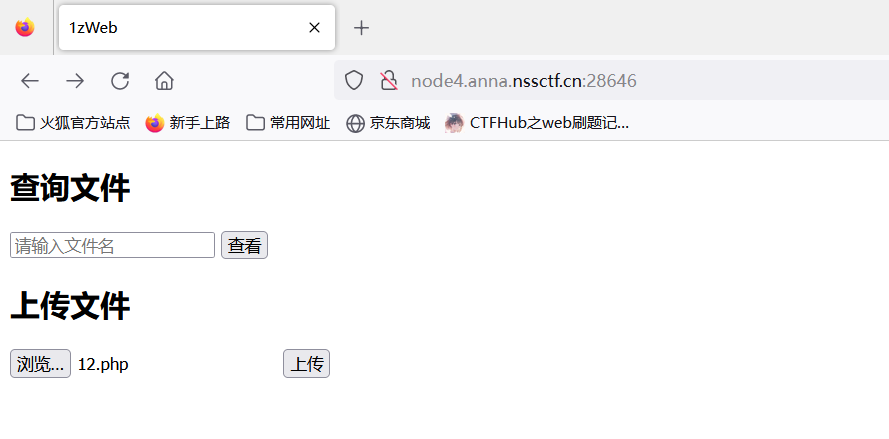 1zWeb
node4.anna.nssctf.cn:28646
火狐官方站点 新手上路 常用网址 京东商城 CTFHub之web刷题记...
查询文件
请输入文件名 查看
上传文件
浏览... 12.php 上传